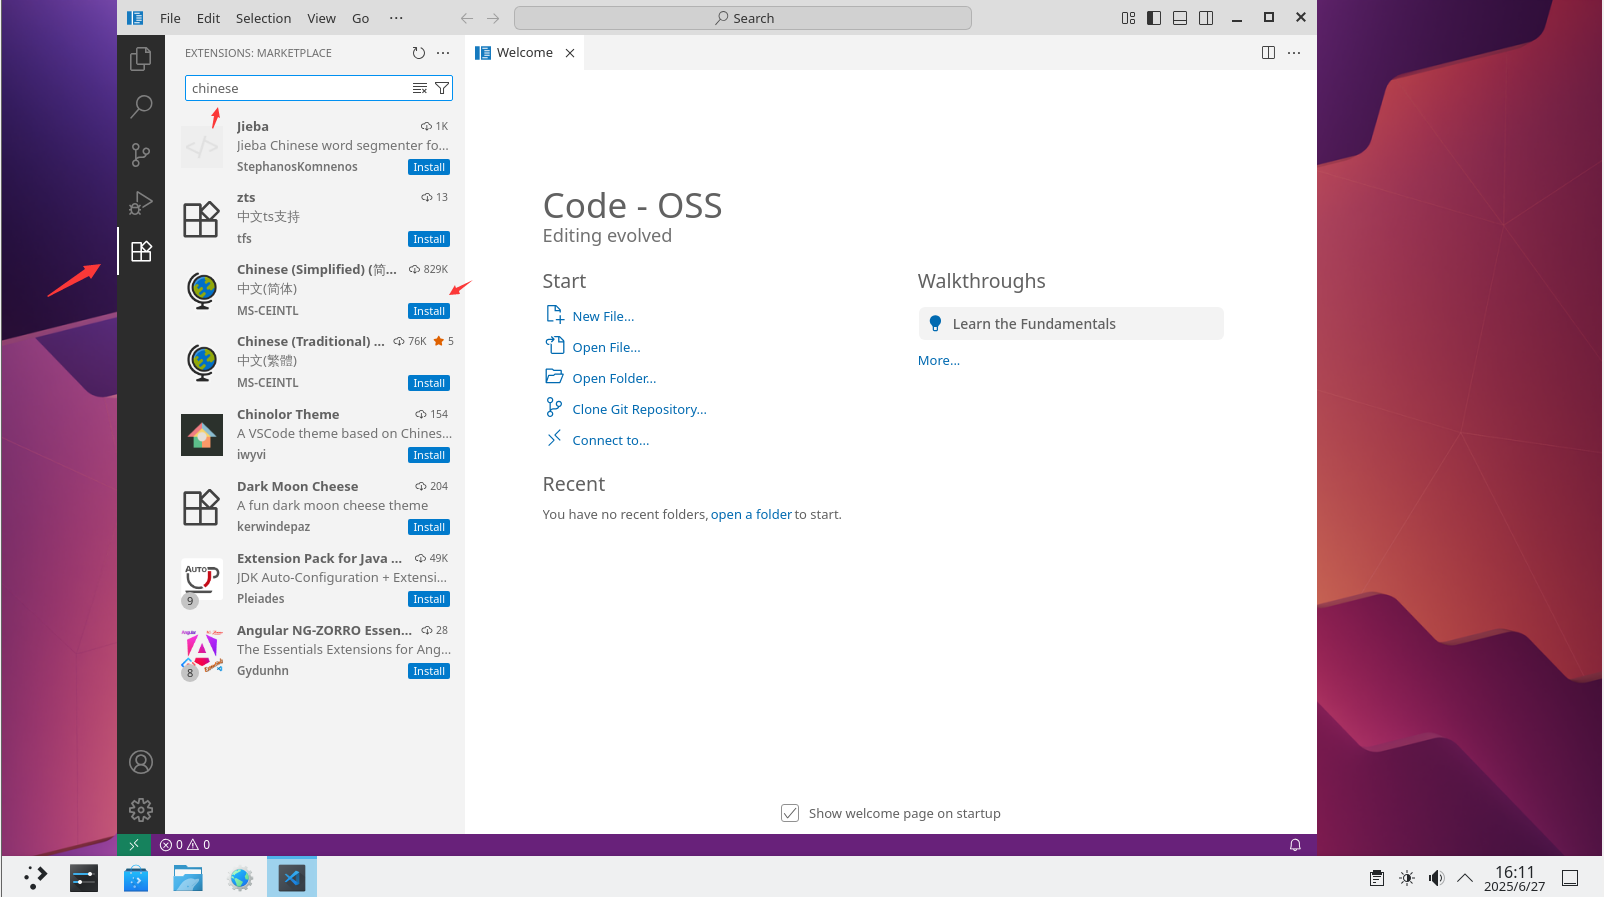 File Edit Selection View Go ···
Search
EXTENSIONS: MARKETPLACE
Welcome
chinese
Jieba 1K
Jieba Chinese word segmenter fo...
StephanosKomnenos Install
zts 13
中文ts支持
tfs Install
Chinese (Simplified) (简... 829K
中文(简体)
MS-CEINTL Install
Chinese (Traditional) ... 76K 5
中文(繁體)
MS-CEINTL Install
Chinolor Theme 154
A VSCode theme based on Chines...
iwyvi Install
Dark Moon Cheese 204
A fun dark moon cheese theme
kerwindepaz Install
Extension Pack for Java ... 49K
JDK Auto-Configuration + Extensi...
Pleiades Install
AUTO
9
Angular NG-ZORRO Essen... 28
The Essentials Extensions for Ang...
Gydunhn Install
8
Code - OSS
Editing evolved
Start
New File...
Open File...
Open Folder...
Clone Git Repository...
Connect to...
Recent
You have no recent folders, open a folder to start.
Walkthroughs
Learn the Fundamentals
More...
Show welcome page on startup
0 0
16:11
2025/6/27